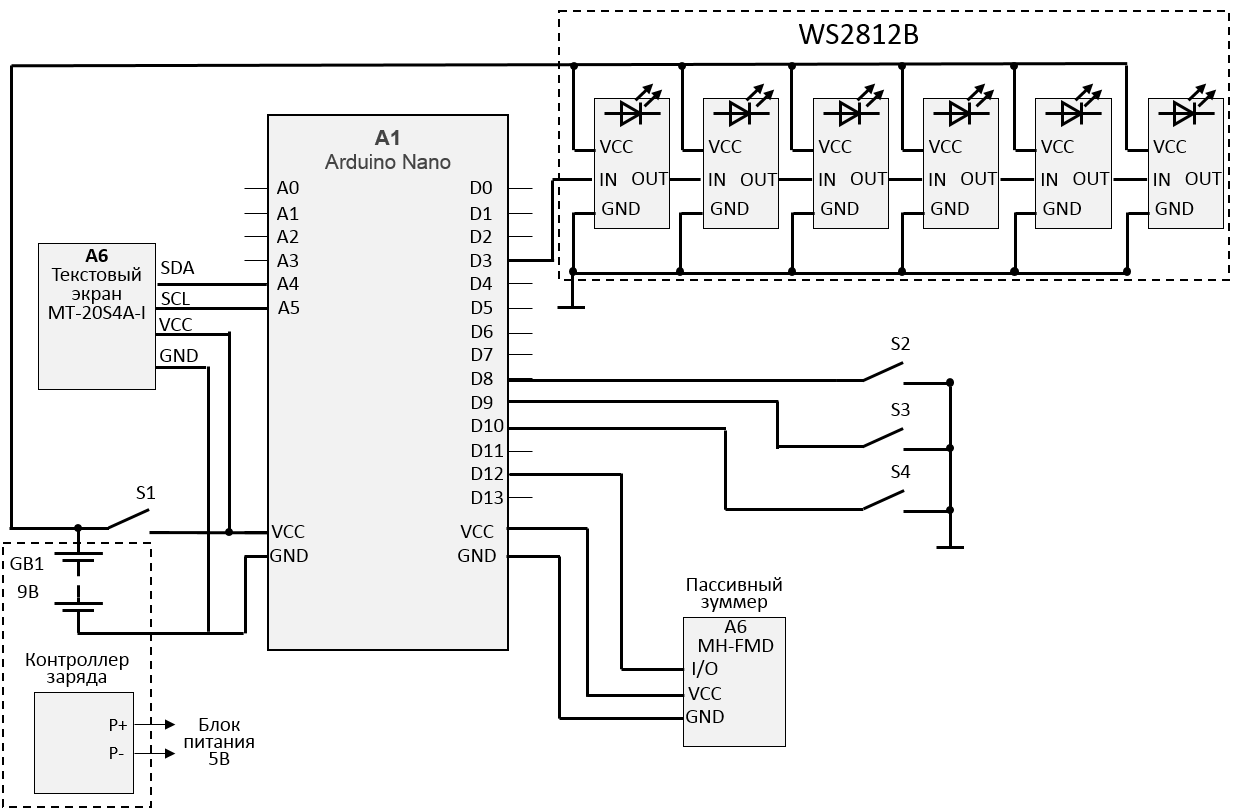 WS2812B
VCC
IN OUT
GND
VCC
IN OUT
GND
VCC
IN OUT
GND
VCC
IN OUT
GND
VCC
IN OUT
GND
VCC
IN OUT
GND
A1
Arduino Nano
A0
A1
A2
A3
A4
A5
VCC
GND
D0
D1
D2
D3
D4
D5
D6
D7
D8
D9
D10
D11
D12
D13
VCC
GND
A6
Текстовый
экран
MT-20S4A-I
SDA
SCL
VCC
GND
S1
S2
S3
S4
GB1
9В
Контроллер
заряда
P+
P-
Блок
питания
5В
Пассивный
зуммер
A6
MH-FMD
I/O
VCC
GND